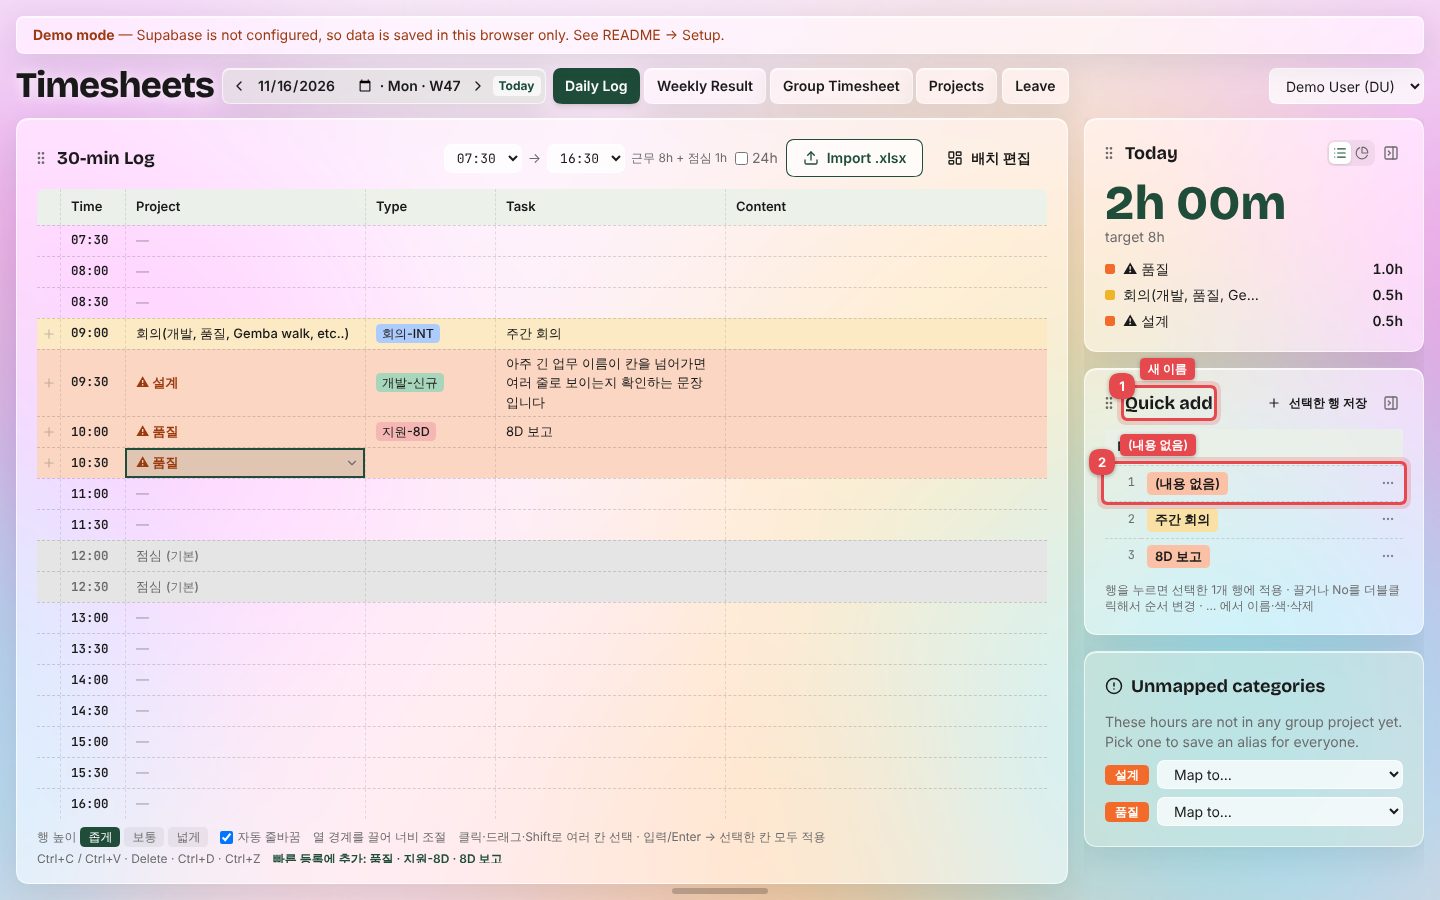 Demo mode — Supabase is not configured, so data is saved in this browser only. See README → Setup.
Timesheets
11/16/2026 · Mon · W47 Today
Daily Log
Weekly Result
Group Timesheet
Projects
Leave
Demo User (DU)
30-min Log
07:30 → 16:30 근무 8h + 점심 1h 24h
Import .xlsx
배치 편집
Time Project Type Task Content
07:30 —
08:00 —
08:30 —
+ 09:00 회의(개발, 품질, Gemba walk, etc..) 회의-INT 주간 회의
+ 09:30 설계 개발-신규 아주 긴 업무 이름이 칸을 넘어가면
여러 줄로 보이는지 확인하는 문장
입니다
+ 10:00 품질 지원-8D 8D 보고
+ 10:30 품질
11:00 —
11:30 —
12:00 점심 (기본)
12:30 점심 (기본)
13:00 —
13:30 —
14:00 —
14:30 —
15:00 —
15:30 —
16:00 —
행 높이 좁게 보통 넓게 자동 줄바꿈 열 경계를 끌어 너비 조절 클릭·드래그·Shift로 여러 칸 선택 · 입력/Enter → 선택한 칸 모두 적용
Ctrl+C / Ctrl+V · Delete · Ctrl+D · Ctrl+Z 빠른 등록에 추가: 품질 · 지원-8D · 8D 보고
Today
2h 00m
target 8h
품질 1.0h
회의(개발, 품질, Ge... 0.5h
설계 0.5h
새 이름
1
Quick add
+ 선택한 행 저장
(내용 없음)
2
1 (내용 없음) ...
2 주간 회의 ...
3 8D 보고 ...
행을 누르면 선택한 1개 행에 적용 · 끌거나 No를 더블클
릭해서 순서 변경 · ... 에서 이름·색·삭제
Unmapped categories
These hours are not in any group project yet.
Pick one to save an alias for everyone.
설계 Map to...
품질 Map to...